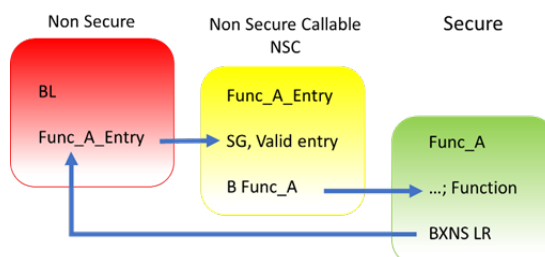 Non Secure
BL
Func_A_Entry
Non Secure Callable
NSC
Func_A_Entry
SG, Valid entry
B Func_A
Secure
Func_A
...; Function
BXNS LR